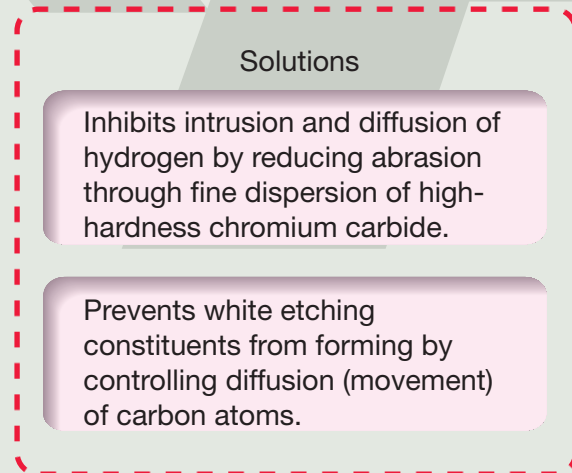 Solutions
Inhibits intrusion and diffusion of
hydrogen by reducing abrasion
through fine dispersion of high-
hardness chromium carbide.
Prevents white etching
constituents from forming by
controlling diffusion (movement)
of carbon atoms.